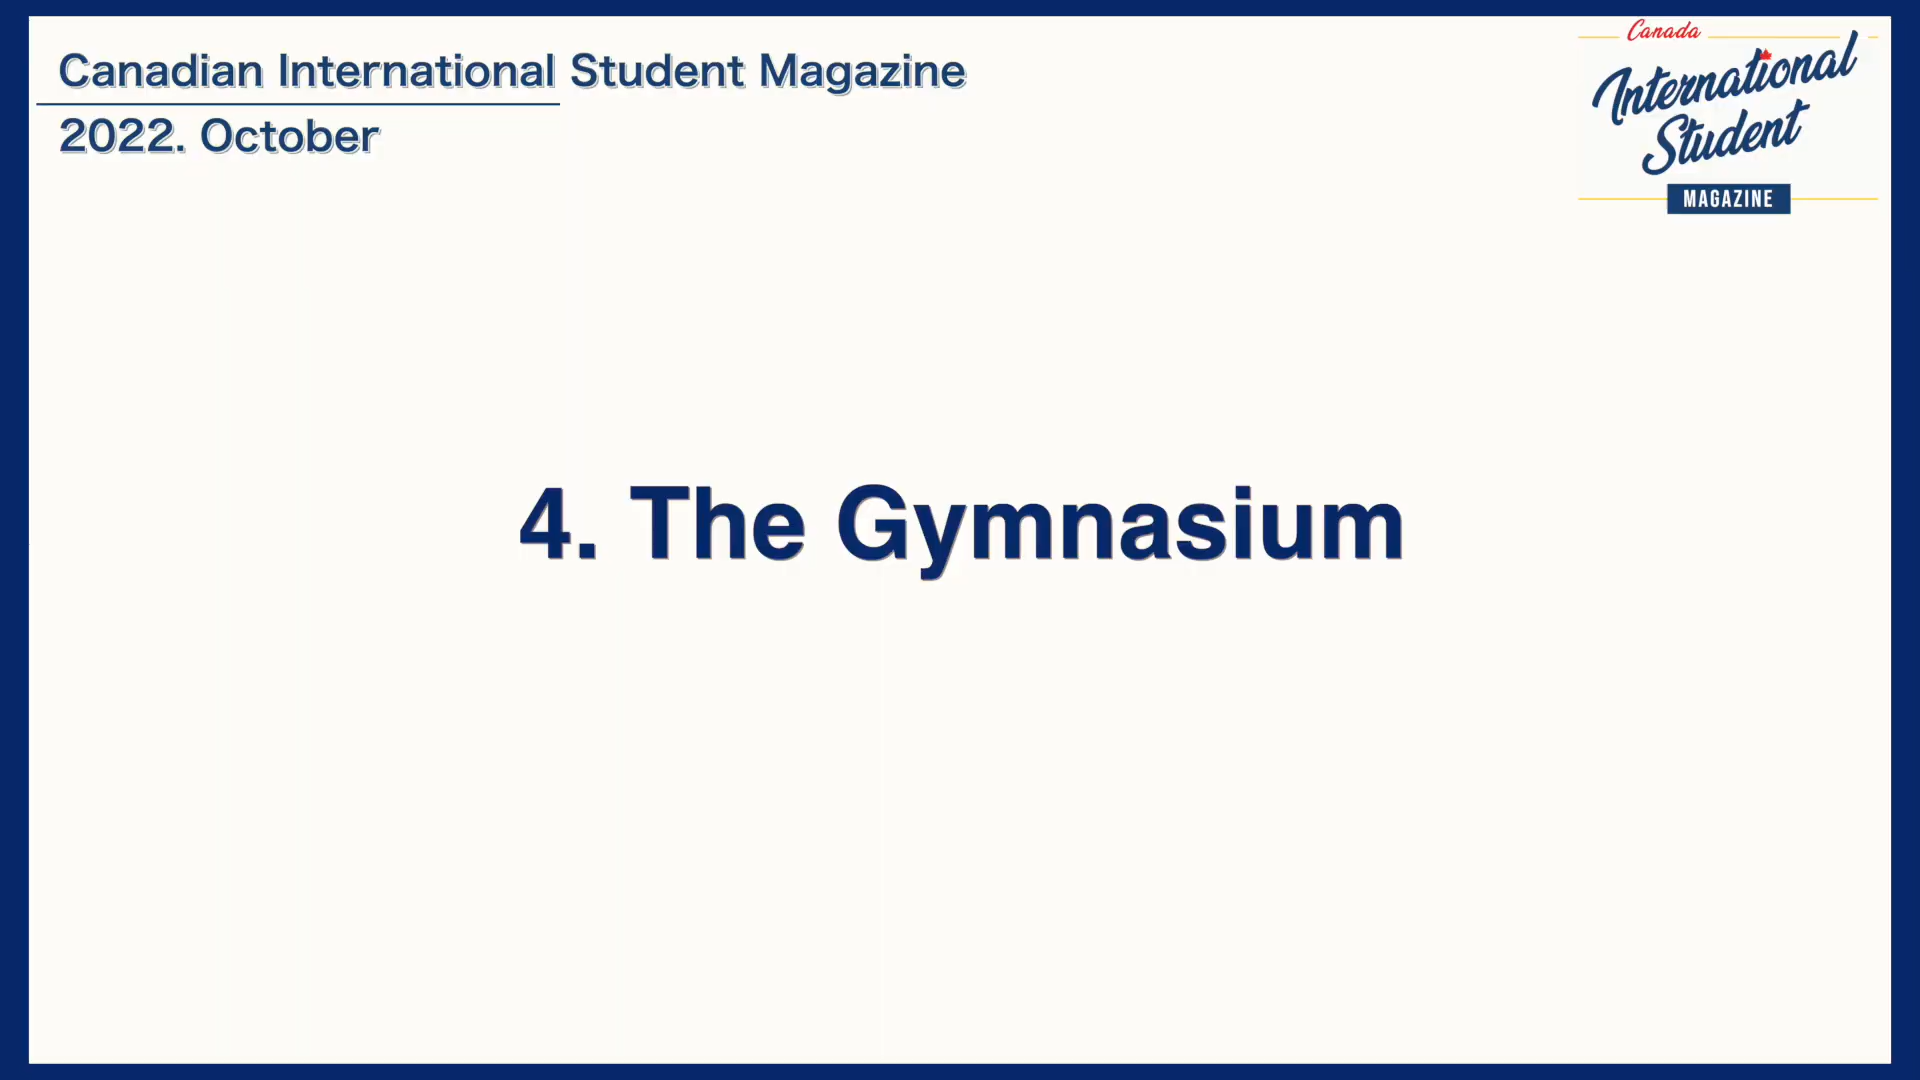 Canadian International Student Magazine
2022. October
Canada
International
Student
MAGAZINE
4. The Gymnasium